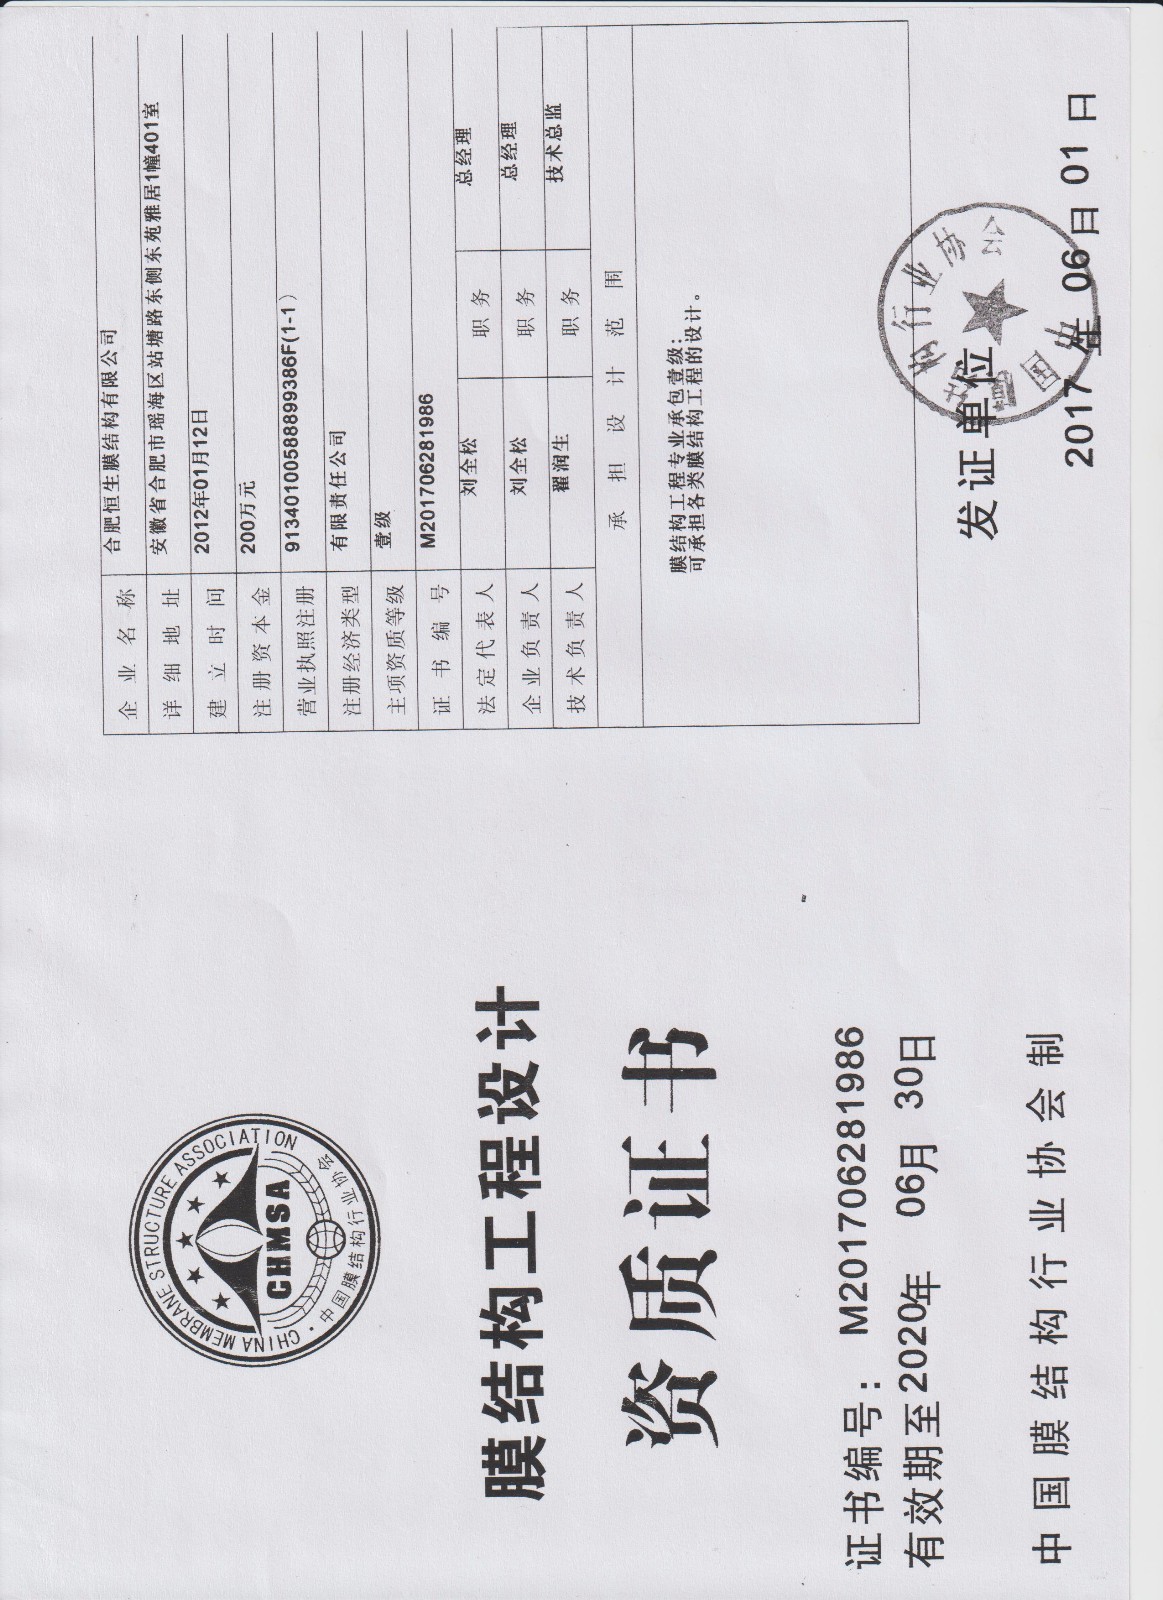 CHINA MEMBRANE STRUCTURE ASSOCIATION
CHMSA
中国膜结构行业协会
膜结构工程设计
资质证书
证书编号： M201706281986
有效期至2020年 06月 30日
中国膜结构行业协会制
企业名称 合肥恒生膜结构有限公司
详细地址 安徽省合肥市瑶海区站塘路东侧东苑雅居1幢401室
建立时间 2012年01月12日
注册资本金 200万元
营业执照注册 91340100588899386F(1-1)
注册经济类型 有限责任公司
主项资质等级 壹级
证书编号 M201706281986
法定代表人 刘全松 职务 总经理
企业负责人 刘全松 职务 总经理
技术负责人 翟润生 职务 技术总监
承担设计范围
膜结构工程专业承包壹级：
可承担各类膜结构工程的设计。
发证单位
2017年 06日 01日